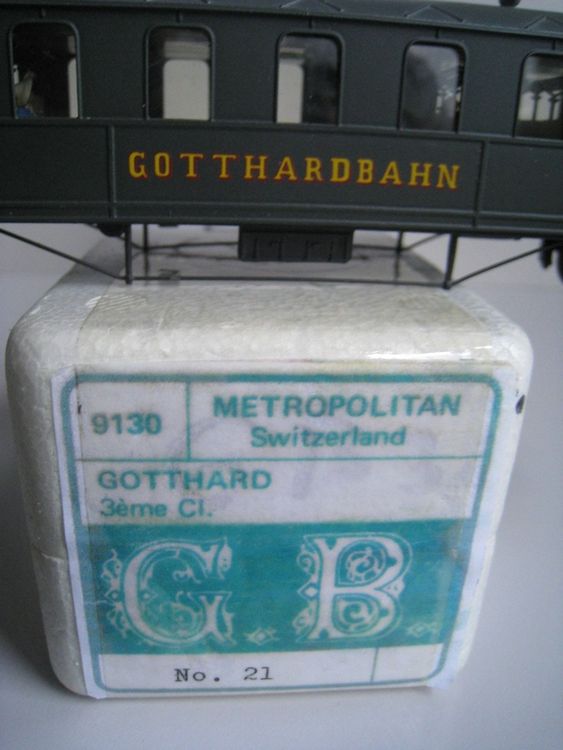 GOTTHARDBAHN
9130
METROPOLITAN
Switzerland
GOTTHARD
3ème Cl.
G. B.
No. 21